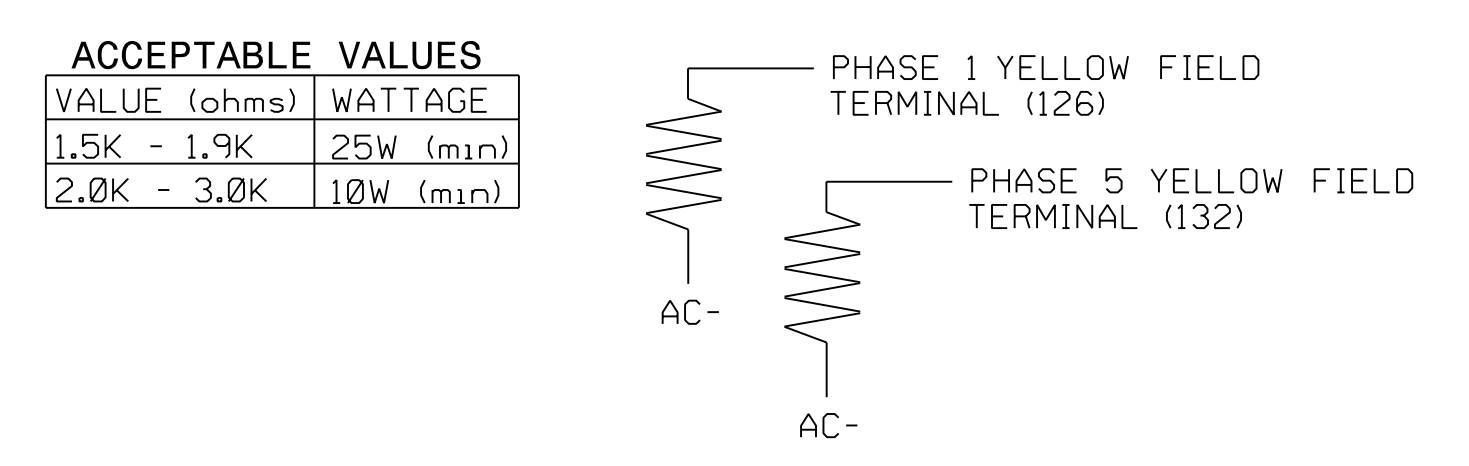 ACCEPTABLE VALUES
VALUE (ohms) WATTAGE
1.5K - 1.9K 25W (min)
2.0K - 3.0K 10W (min)
PHASE 1 YELLOW FIELD
TERMINAL (126)
AC-
PHASE 5 YELLOW FIELD
TERMINAL (132)
AC-